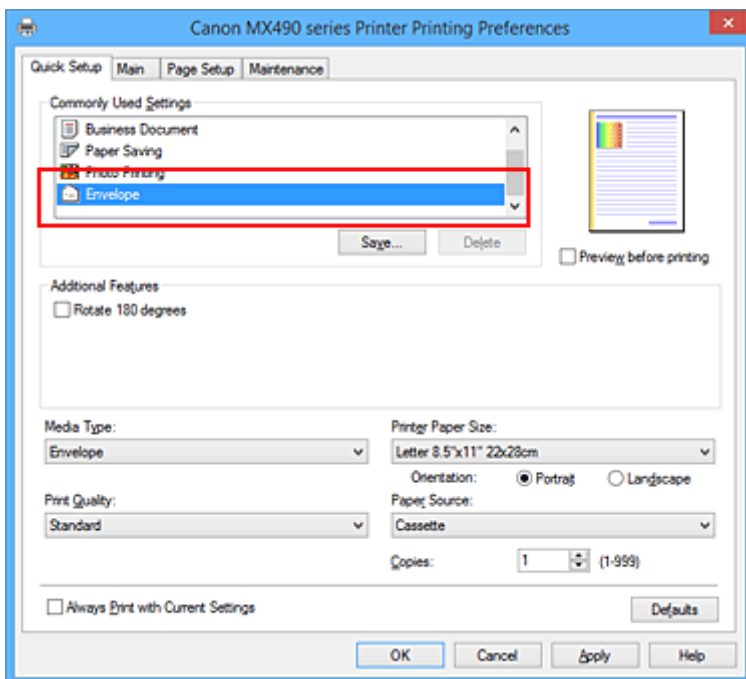 Canon MX490 series Printer Printing Preferences
Quick Setup Main Page Setup Maintenance
Commonly Used Settings
Business Document
Paper Saving
Photo Printing
Envelope
Save... Delete
Preview before printing
Additional Features
Rotate 180 degrees
Media Type:
Envelope
Printer Paper Size:
Letter 8.5"x11" 22x28cm
Orientation: Portrait Landscape
Print Quality:
Standard
Paper Source:
Cassette
Copies: 1 (1-999)
Always Print with Current Settings
Defaults
OK Cancel Apply Help